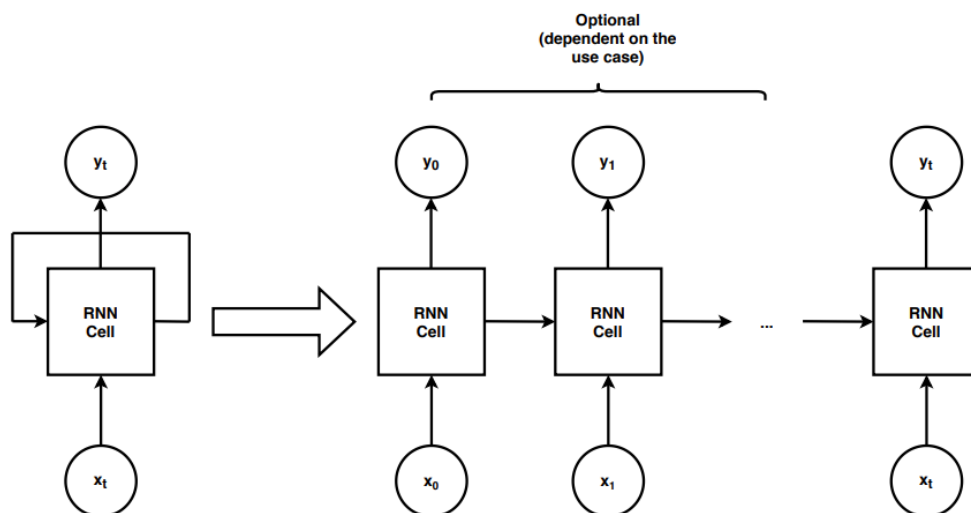 Optional
(dependent on the
use case)
yt
y0
y1
yt
RNN
Cell
RNN
Cell
RNN
Cell
...
RNN
Cell
xt
x0
x1
xt